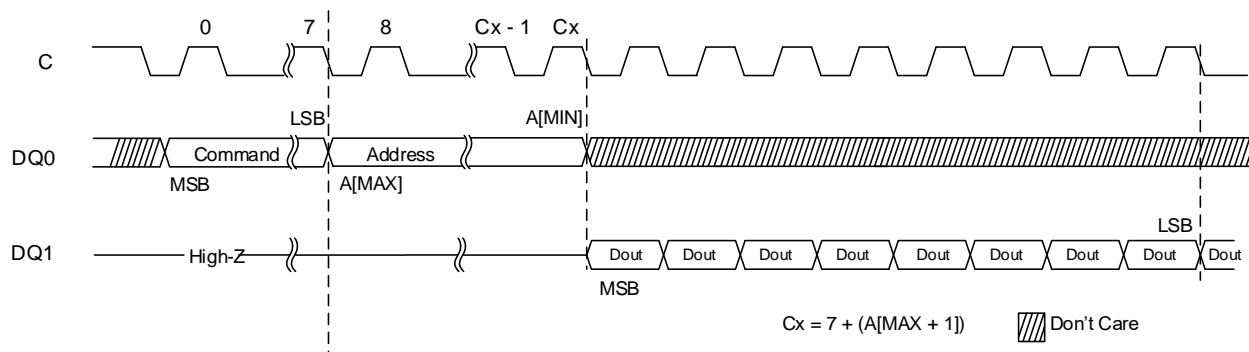 0 7 8 Cx - 1 Cx
C
LSB A[MIN]
DQ0 Command Address
MSB A[MAX]
LSB
DQ1 High-Z Dout Dout Dout Dout Dout Dout Dout Dout Dout
MSB
Cx = 7 + (A[MAX + 1]) Don't Care